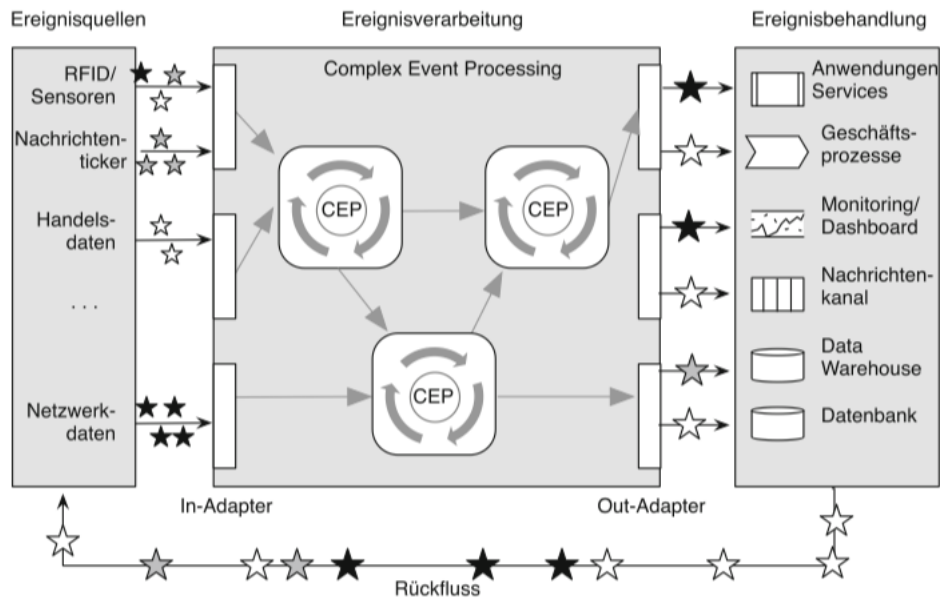 Ereignisquellen
Ereignisverarbeitung
Ereignisbehandlung
RFID/
Sensoren
Nachrichten-
ticker
Handels-
daten
...
Netzwerk-
daten
Complex Event Processing
CEP
CEP
CEP
Anwendungen
Services
Geschäfts-
prozesse
Monitoring/
Dashboard
Nachrichten-
kanal
Data
Warehouse
Datenbank
In-Adapter
Out-Adapter
Rückfluss